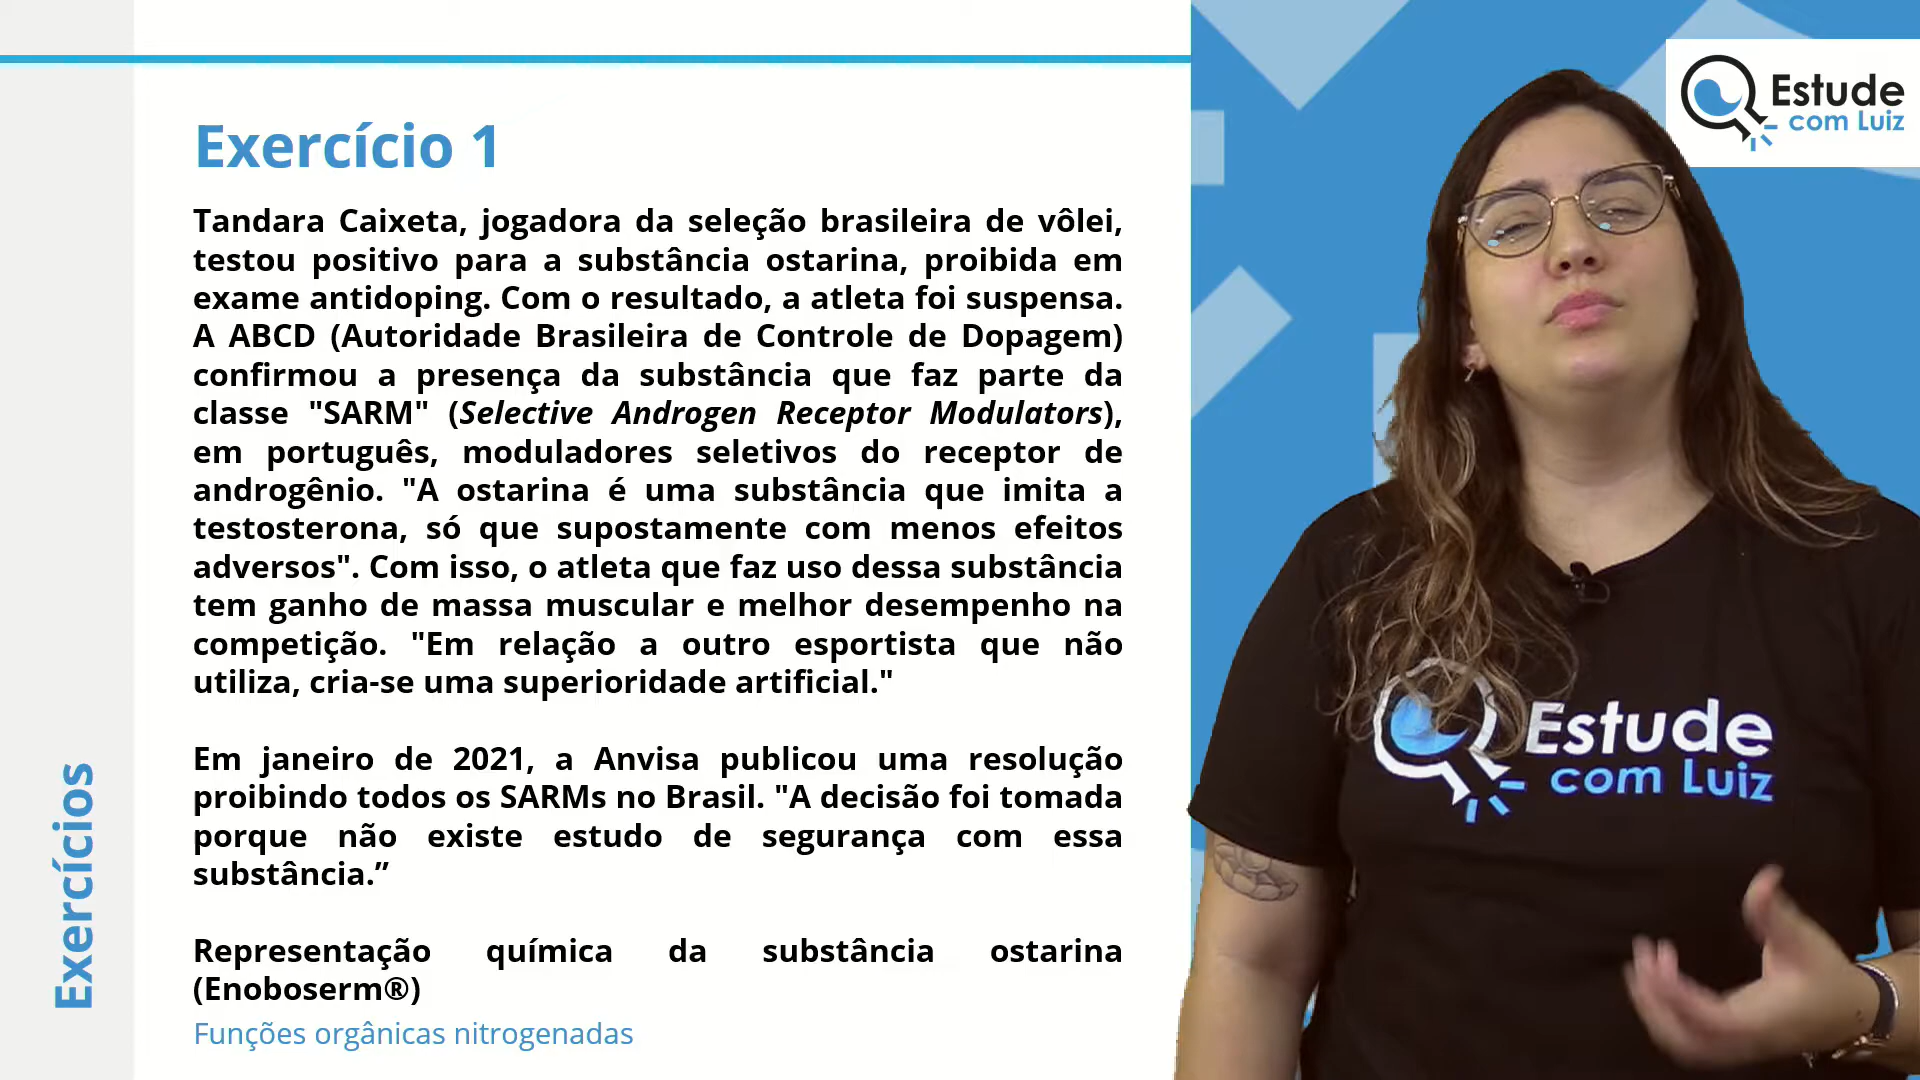 Exercício 1
Tandara Caixeta, jogadora da seleção brasileira de vôlei,
testou positivo para a substância ostarina, proibida em
exame antidoping. Com o resultado, a atleta foi suspensa.
A ABCD (Autoridade Brasileira de Controle de Dopagem)
confirmou a presença da substância que faz parte da
classe "SARM" (Selective Androgen Receptor Modulators),
em português, moduladores seletivos do receptor de
androgênio. "A ostarina é uma substância que imita a
testosterona, só que supostamente com menos efeitos
adversos". Com isso, o atleta que faz uso dessa substância
tem ganho de massa muscular e melhor desempenho na
competição. "Em relação a outro esportista que não
utiliza, cria-se uma superioridade artificial."
Em janeiro de 2021, a Anvisa publicou uma resolução
proibindo todos os SARMs no Brasil. "A decisão foi tomada
porque não existe estudo de segurança com essa
substância.”
Representação química da substância ostarina
(Enoboserm®)
Funções orgânicas nitrogenadas
Exercícios
Estude
com Luiz
Estude
com Luiz